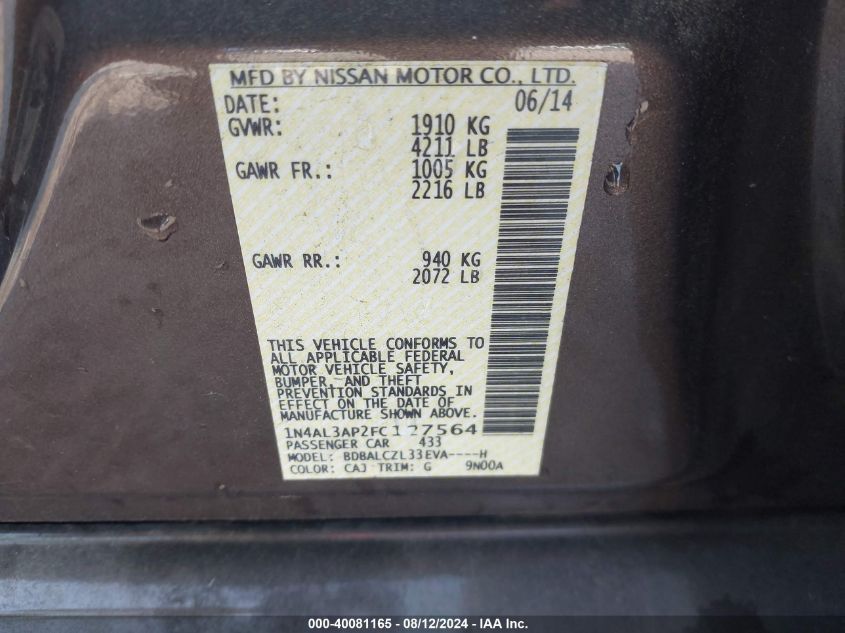 MFD BY NISSAN MOTOR CO., LTD.
DATE: 06/14
GVWR: 1910 KG
4211 LB
GAWR FR.: 1005 KG
2216 LB
GAWR RR.: 940 KG
2072 LB
THIS VEHICLE CONFORMS TO
ALL APPLICABLE FEDERAL
MOTOR VEHICLE SAFETY,
BUMPER, AND THEFT
PREVENTION STANDARDS IN
EFFECT ON THE DATE OF
MANUFACTURE SHOWN ABOVE.
1N4AL3AP2FC127564
PASSENGER CAR 433
MODEL: BDBALCZL33EVA----H
COLOR: CAJ TRIM: G 9N00A
000-40081165 - 08/12/2024 - IAA Inc.